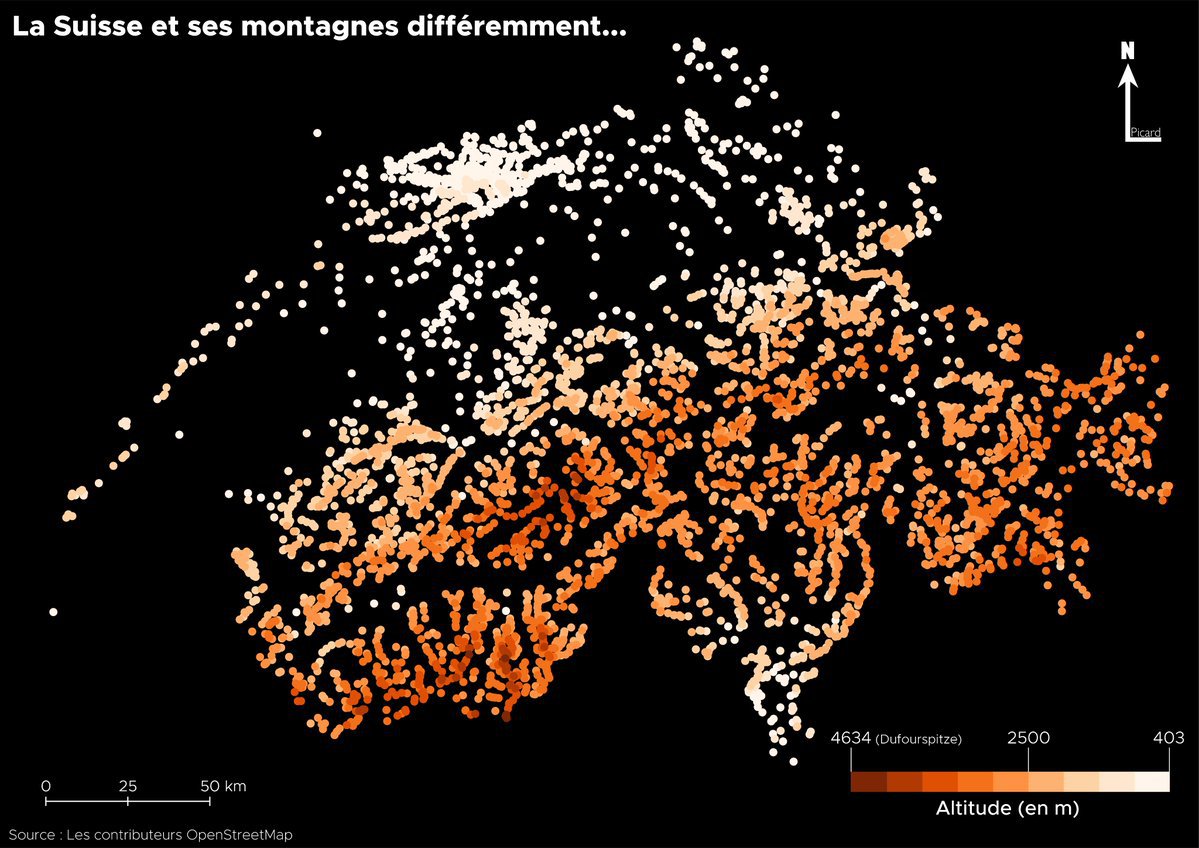 La Suisse et ses montagnes différemment...
N
Picard
4634 (Dufourspitze) 2500 403
Altitude (en m)
0 25 50 km
Source : Les contributeurs OpenStreetMap